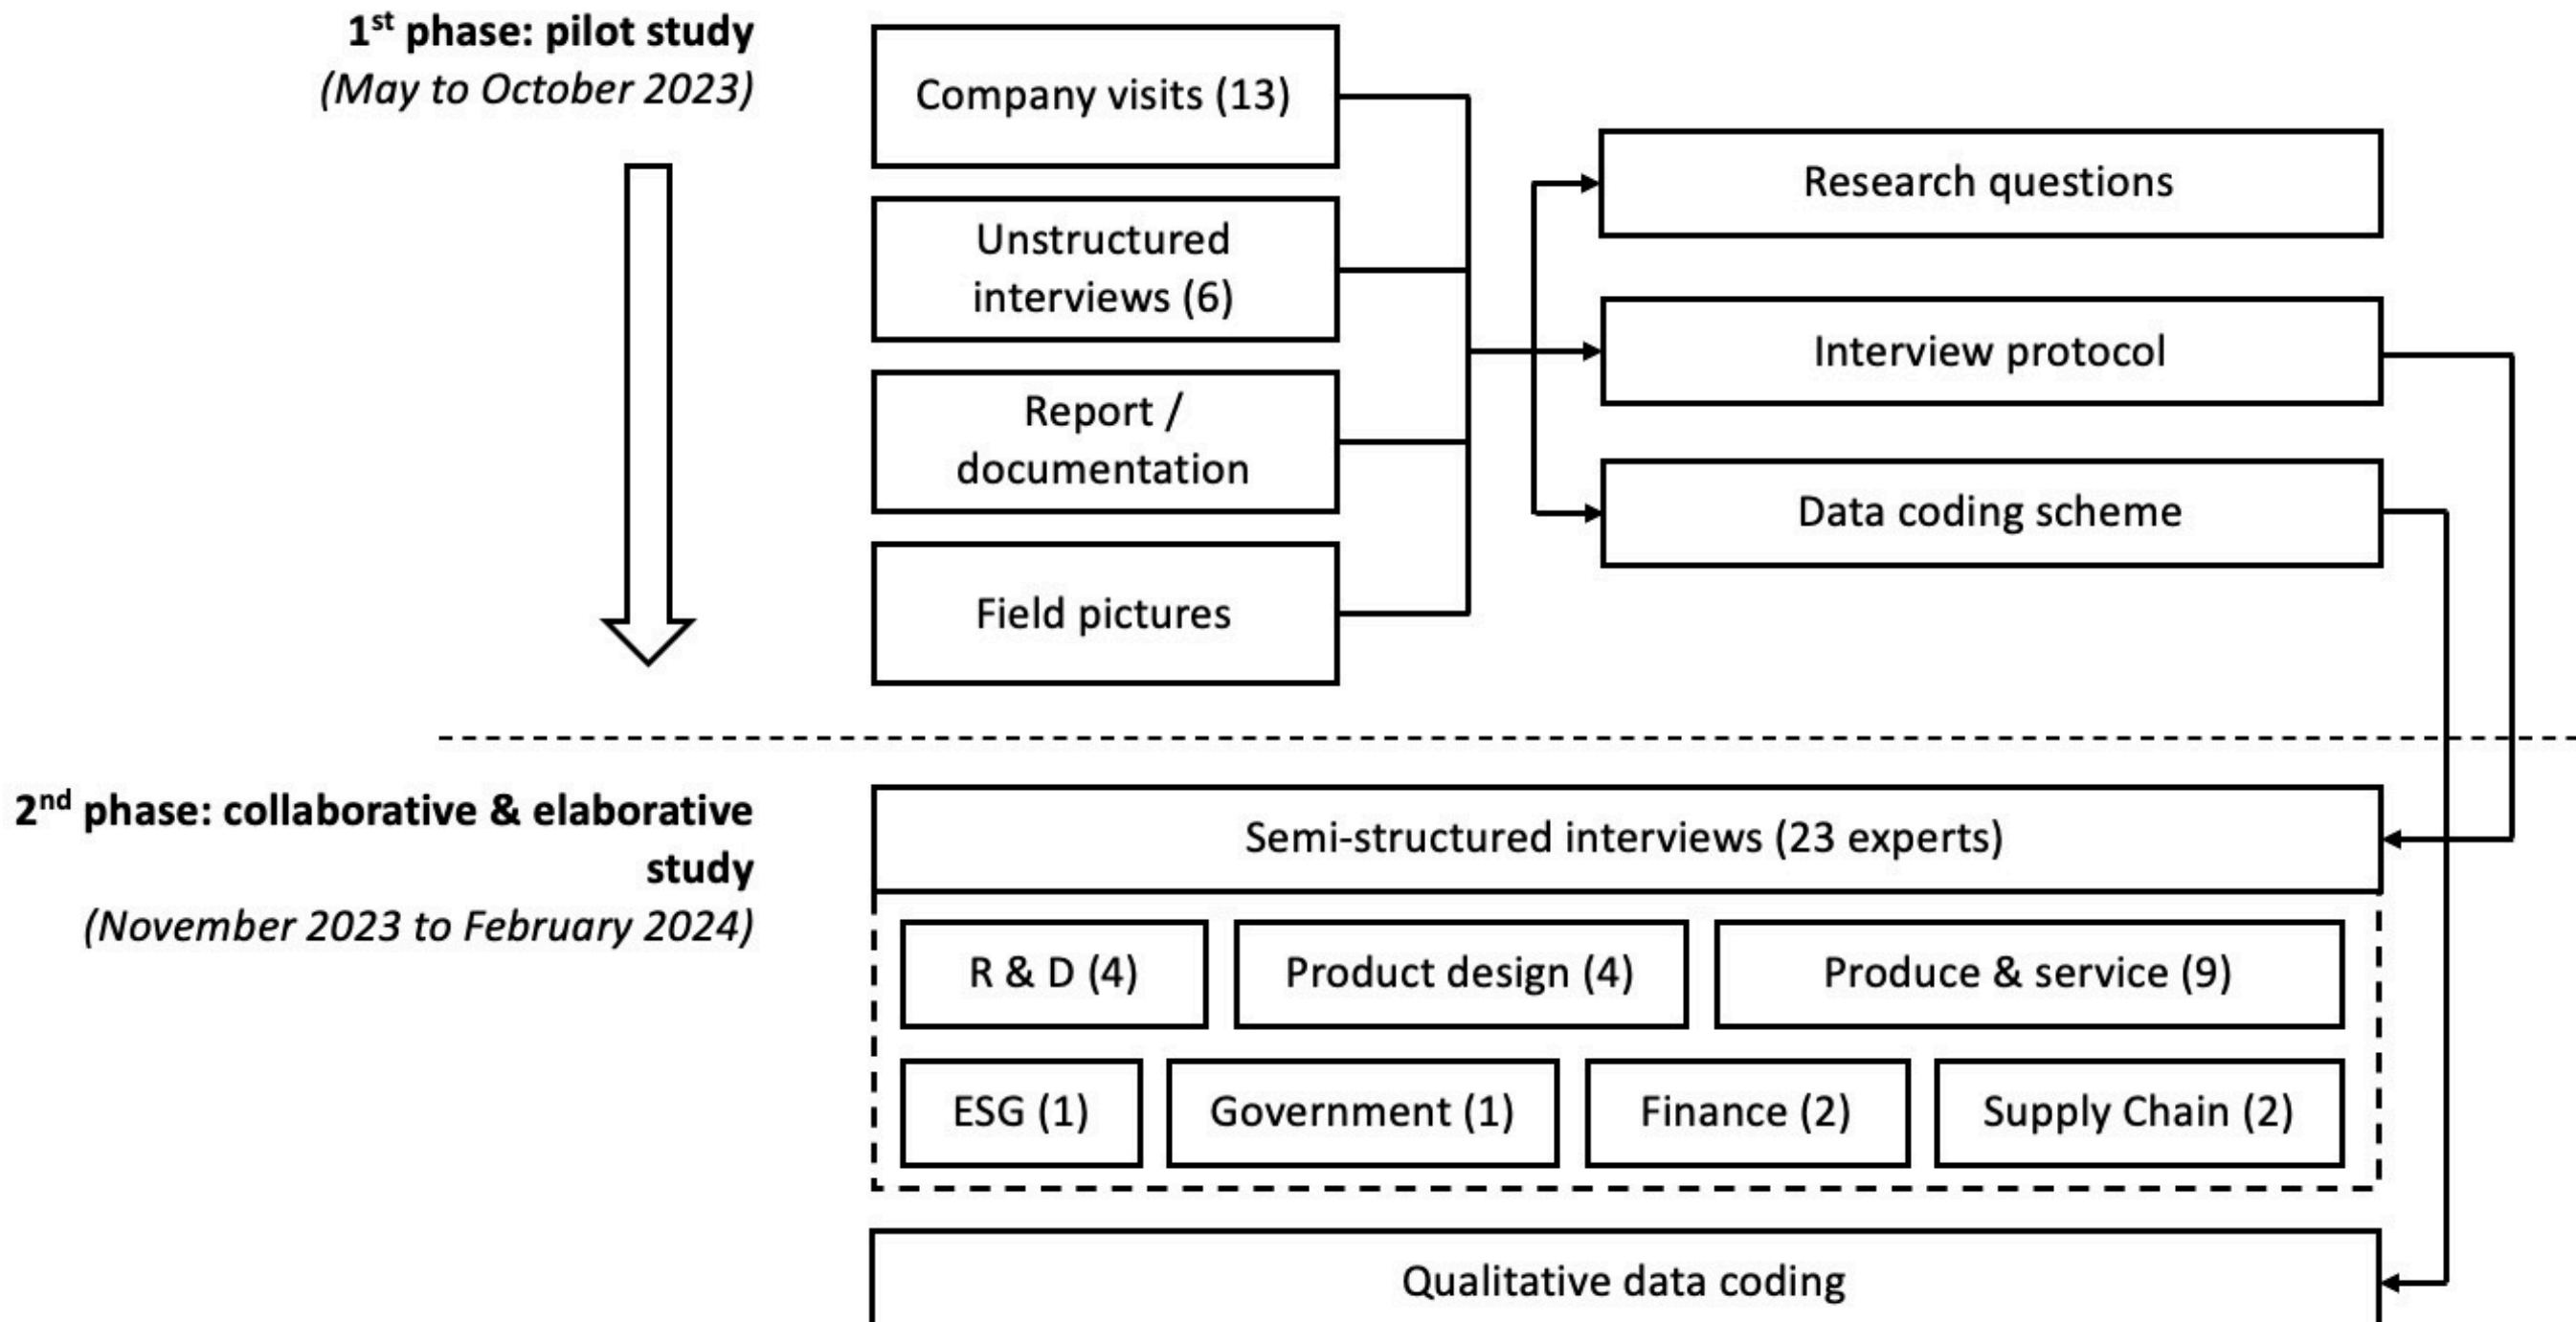 1st phase: pilot study
(May to October 2023)
Company visits (13)
Unstructured
interviews (6)
Report /
documentation
Field pictures
Research questions
Interview protocol
Data coding scheme
2nd phase: collaborative & elaborative
study
(November 2023 to February 2024)
Semi-structured interviews (23 experts)
R & D (4)
Product design (4)
Produce & service (9)
ESG (1)
Government (1)
Finance (2)
Supply Chain (2)
Qualitative data coding